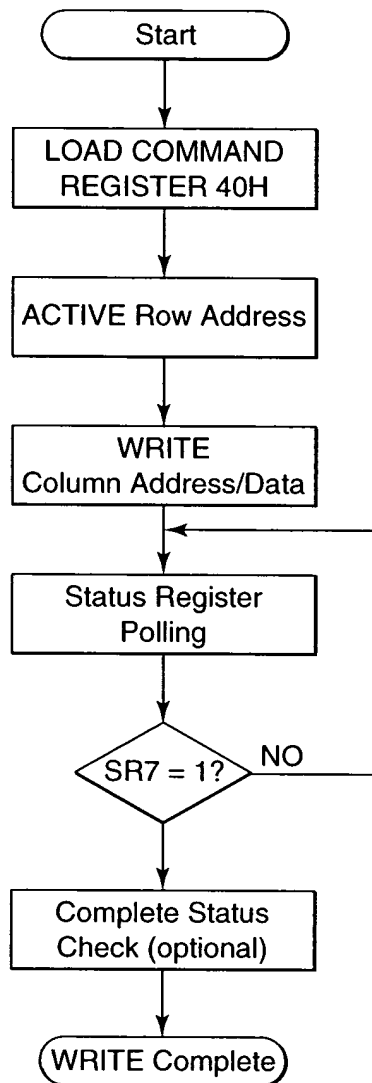 Start
LOAD COMMAND
REGISTER 40H
ACTIVE Row Address
WRITE
Column Address/Data
Status Register
Polling
SR7 = 1?
NO
Complete Status
Check (optional)
WRITE Complete